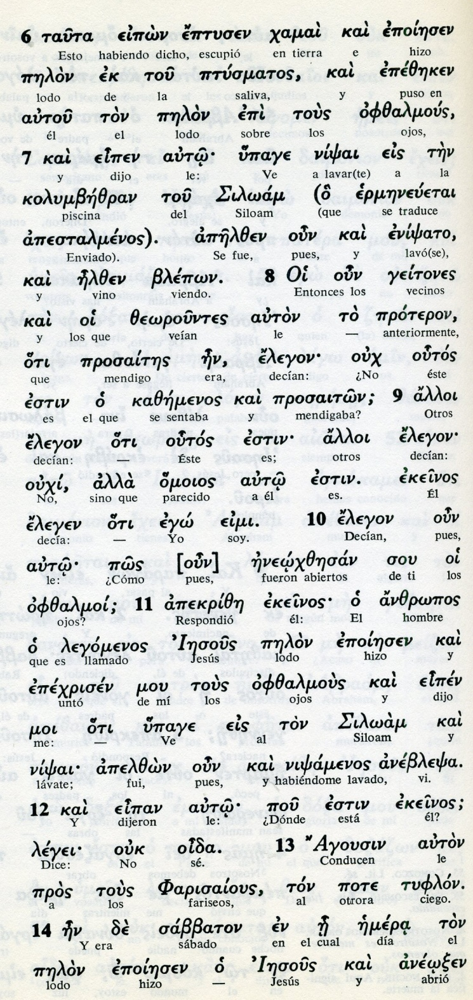 6 ταῦτα εἰπὼν ἔπτυσεν χαμαὶ καὶ ἐποίησεν
Esto habiendo dicho, escupió en tierra e hizo
πηλὸν ἐκ τοῦ πτύσματος, καὶ ἐπέθηκεν
lodo de la saliva, y puso en
αὐτοῦ τὸν πηλὸν ἐπὶ τοὺς ὀφθαλμούς,
él el lodo sobre los ojos,
7 καὶ εἶπεν αὐτῷ· ὕπαγε νίψαι εἰς τὴν
y dijo le: Ve a lavar(te) a la
κολυμβήθραν τοῦ Σιλωάμ (ὃ ἑρμηνεύεται
piscina del Siloam (que se traduce
ἀπεσταλμένος). ἀπῆλθεν οὖν καὶ ἐνίψατο,
Enviado). Se fue, pues, y lavó(se),
καὶ ἦλθεν βλέπων. 8 Οἱ οὖν γείτονες
y vino viendo. Entonces los vecinos
καὶ οἱ θεωροῦντες αὐτὸν τὸ πρότερον,
y los que veían le — anteriormente,
ὅτι προσαίτης ἦν, ἔλεγον· οὐχ οὗτός
que mendigo era, decían: ¿No éste
ἐστιν ὁ καθήμενος καὶ προσαιτῶν; 9 ἄλλοι
es el que se sentaba y mendigaba? Otros
ἔλεγον ὅτι οὗτός ἐστιν· ἄλλοι ἔλεγον·
decían: — Éste es; otros decían:
οὐχί, ἀλλὰ ὅμοιος αὐτῷ ἐστιν. ἐκεῖνος
No, sino que parecido a él es. Él
ἔλεγεν ὅτι ἐγώ εἰμι. 10 ἔλεγον οὖν
decía: — Yo soy. Decían, pues,
αὐτῷ· πῶς [οὖν] ἠνεῴχθησάν σου οἱ
le: ¿Cómo pues, fueron abiertos de ti los
ὀφθαλμοί; 11 ἀπεκρίθη ἐκεῖνος· ὁ ἄνθρωπος
ojos? Respondió él: El hombre
ὁ λεγόμενος Ἰησοῦς πηλὸν ἐποίησεν καὶ
que es llamado Jesús lodo hizo y
ἐπέχρισέν μου τοὺς ὀφθαλμοὺς καὶ εἶπέν
untó de mí los ojos y dijo
μοι ὅτι ὕπαγε εἰς τὸν Σιλωὰμ καὶ
me: — Ve al Siloam y
νίψαι· ἀπελθὼν οὖν καὶ νιψάμενος ἀνέβλεψα.
lávate; fui, pues, y habiéndome lavado, vi.
12 καὶ εἶπαν αὐτῷ· ποῦ ἐστιν ἐκεῖνος;
Y dijeron le: ¿Dónde está él?
λέγει· οὐκ οἶδα. 13 Ἄγουσιν αὐτὸν
Dice: No sé. Conducen le
πρὸς τοὺς Φαρισαίους, τόν ποτε τυφλόν.
a los fariseos, al otrora ciego.
14 ἦν δὲ σάββατον ἐν ᾗ ἡμέρᾳ τὸν
Y era sábado en el cual día el
πηλὸν ἐποίησεν ὁ Ἰησοῦς καὶ ἀνέῳξεν
lodo hizo — Jesús y abrió